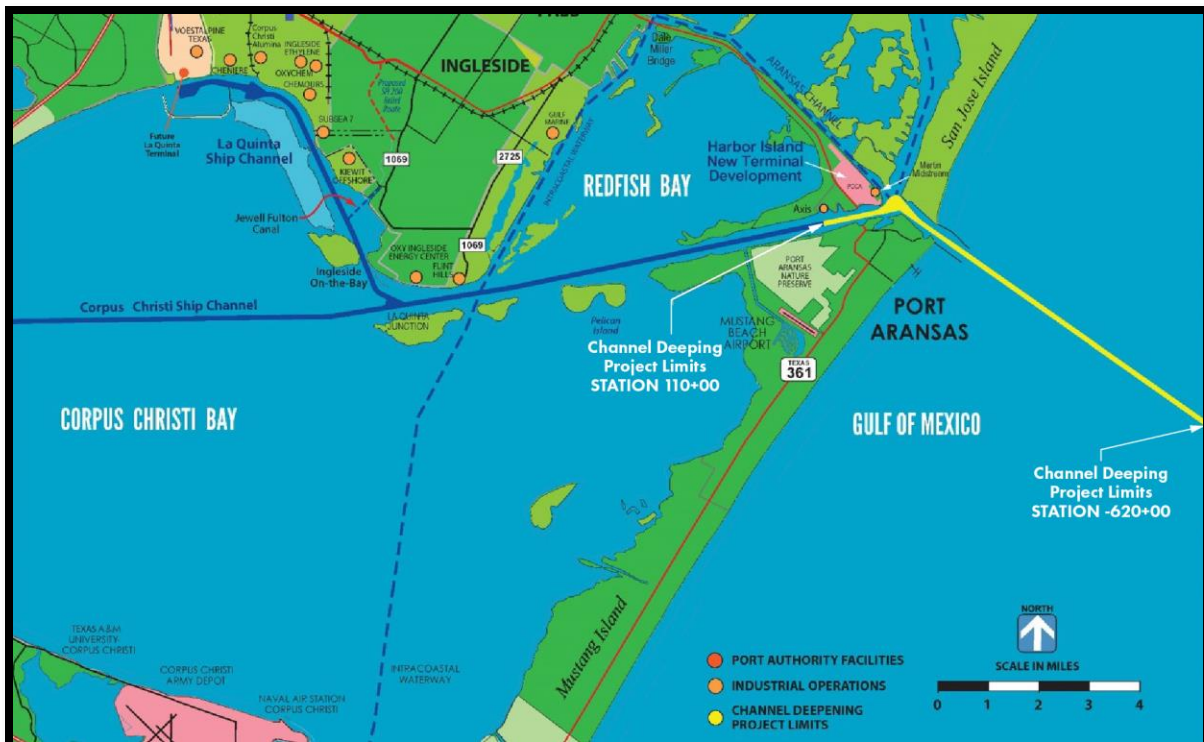 VOESTALPINE
TEXAS
CHENIERE
Corpus
Christi
Alumina
INGLESIDE
ETHYLENE
OXYCHEM
CHEMOURS
SUBSEA 7
KIEWIT
OFFSHORE
Future
La Quinta
Terminal
La Quinta
Ship Channel
Jewell Fulton
Canal
Ingleside
On-the-Bay
Proposed
SR 200
Relief
Route
1069
2725
1069
INGLESIDE
GULF
MARINE
INTRACOASTAL WATERWAY
OXY INGLESIDE
ENERGY CENTER
FLINT
HILLS
LA QUINTA
JUNCTION
Corpus Christi Ship Channel
Dale
Miller
Bridge
ARANSAS CHANNEL
San Jose Island
REDFISH BAY
Harbor Island
New Terminal
Development
PCCA
Martin
Midstream
Axis
PORT
ARANSAS
NATURE
PRESERVE
Pelican
Island
MUSTANG
BEACH
AIRPORT
PORT
ARANSAS
Channel Deeping
Project Limits
STATION 110+00
TEXAS
361
CORPUS CHRISTI BAY
GULF OF MEXICO
Channel Deeping
Project Limits
STATION -620+00
Mustang Island
TEXAS A&M
UNIVERSITY-
CORPUS CHRISTI
CORPUS CHRISTI
ARMY DEPOT
NAVAL AIR STATION
CORPUS CHRISTI
INTRACOASTAL
WATERWAY
PORT AUTHORITY FACILITIES
INDUSTRIAL OPERATIONS
CHANNEL DEEPENING
PROJECT LIMITS
NORTH
SCALE IN MILES
0 1 2 3 4